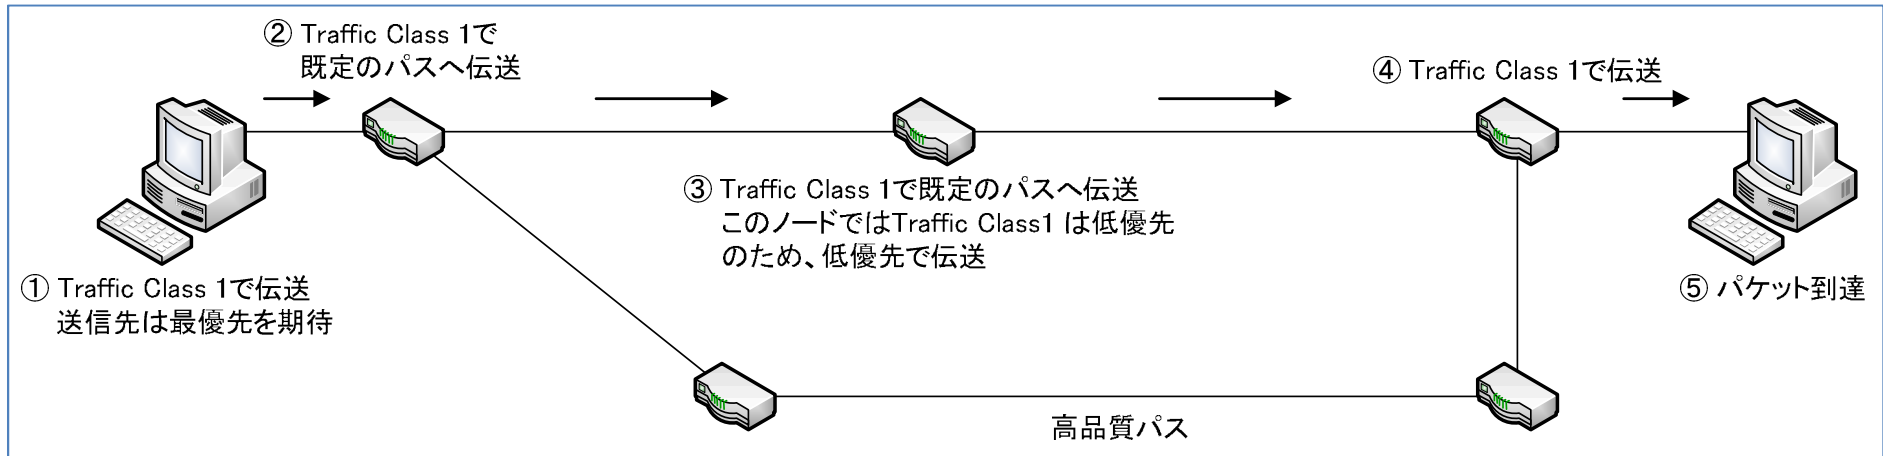 ② Traffic Class 1で
既定のパスへ伝送
④ Traffic Class 1で伝送
③ Traffic Class 1で既定のパスへ伝送
このノードではTraffic Class1 は低優先
のため、低優先で伝送
① Traffic Class 1で伝送
送信先は最優先を期待
⑤ パケット到達
高品質パス